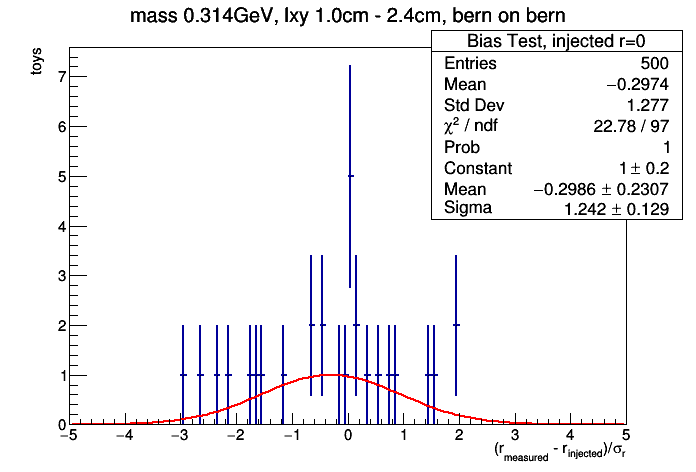 mass 0.314GeV, lxy 1.0cm - 2.4cm, bern on bern
Bias Test, injected r=0
Entries 500
Mean −0.2974
Std Dev 1.277
χ² / ndf 22.78 / 97
Prob 1
Constant 1 ± 0.2
Mean −0.2986 ± 0.2307
Sigma 1.242 ± 0.129
toys
7
6
5
4
3
2
1
0
−5 −4 −3 −2 −1 0 1 2 3 4 5
(r_measured - r_injected)/σ_r